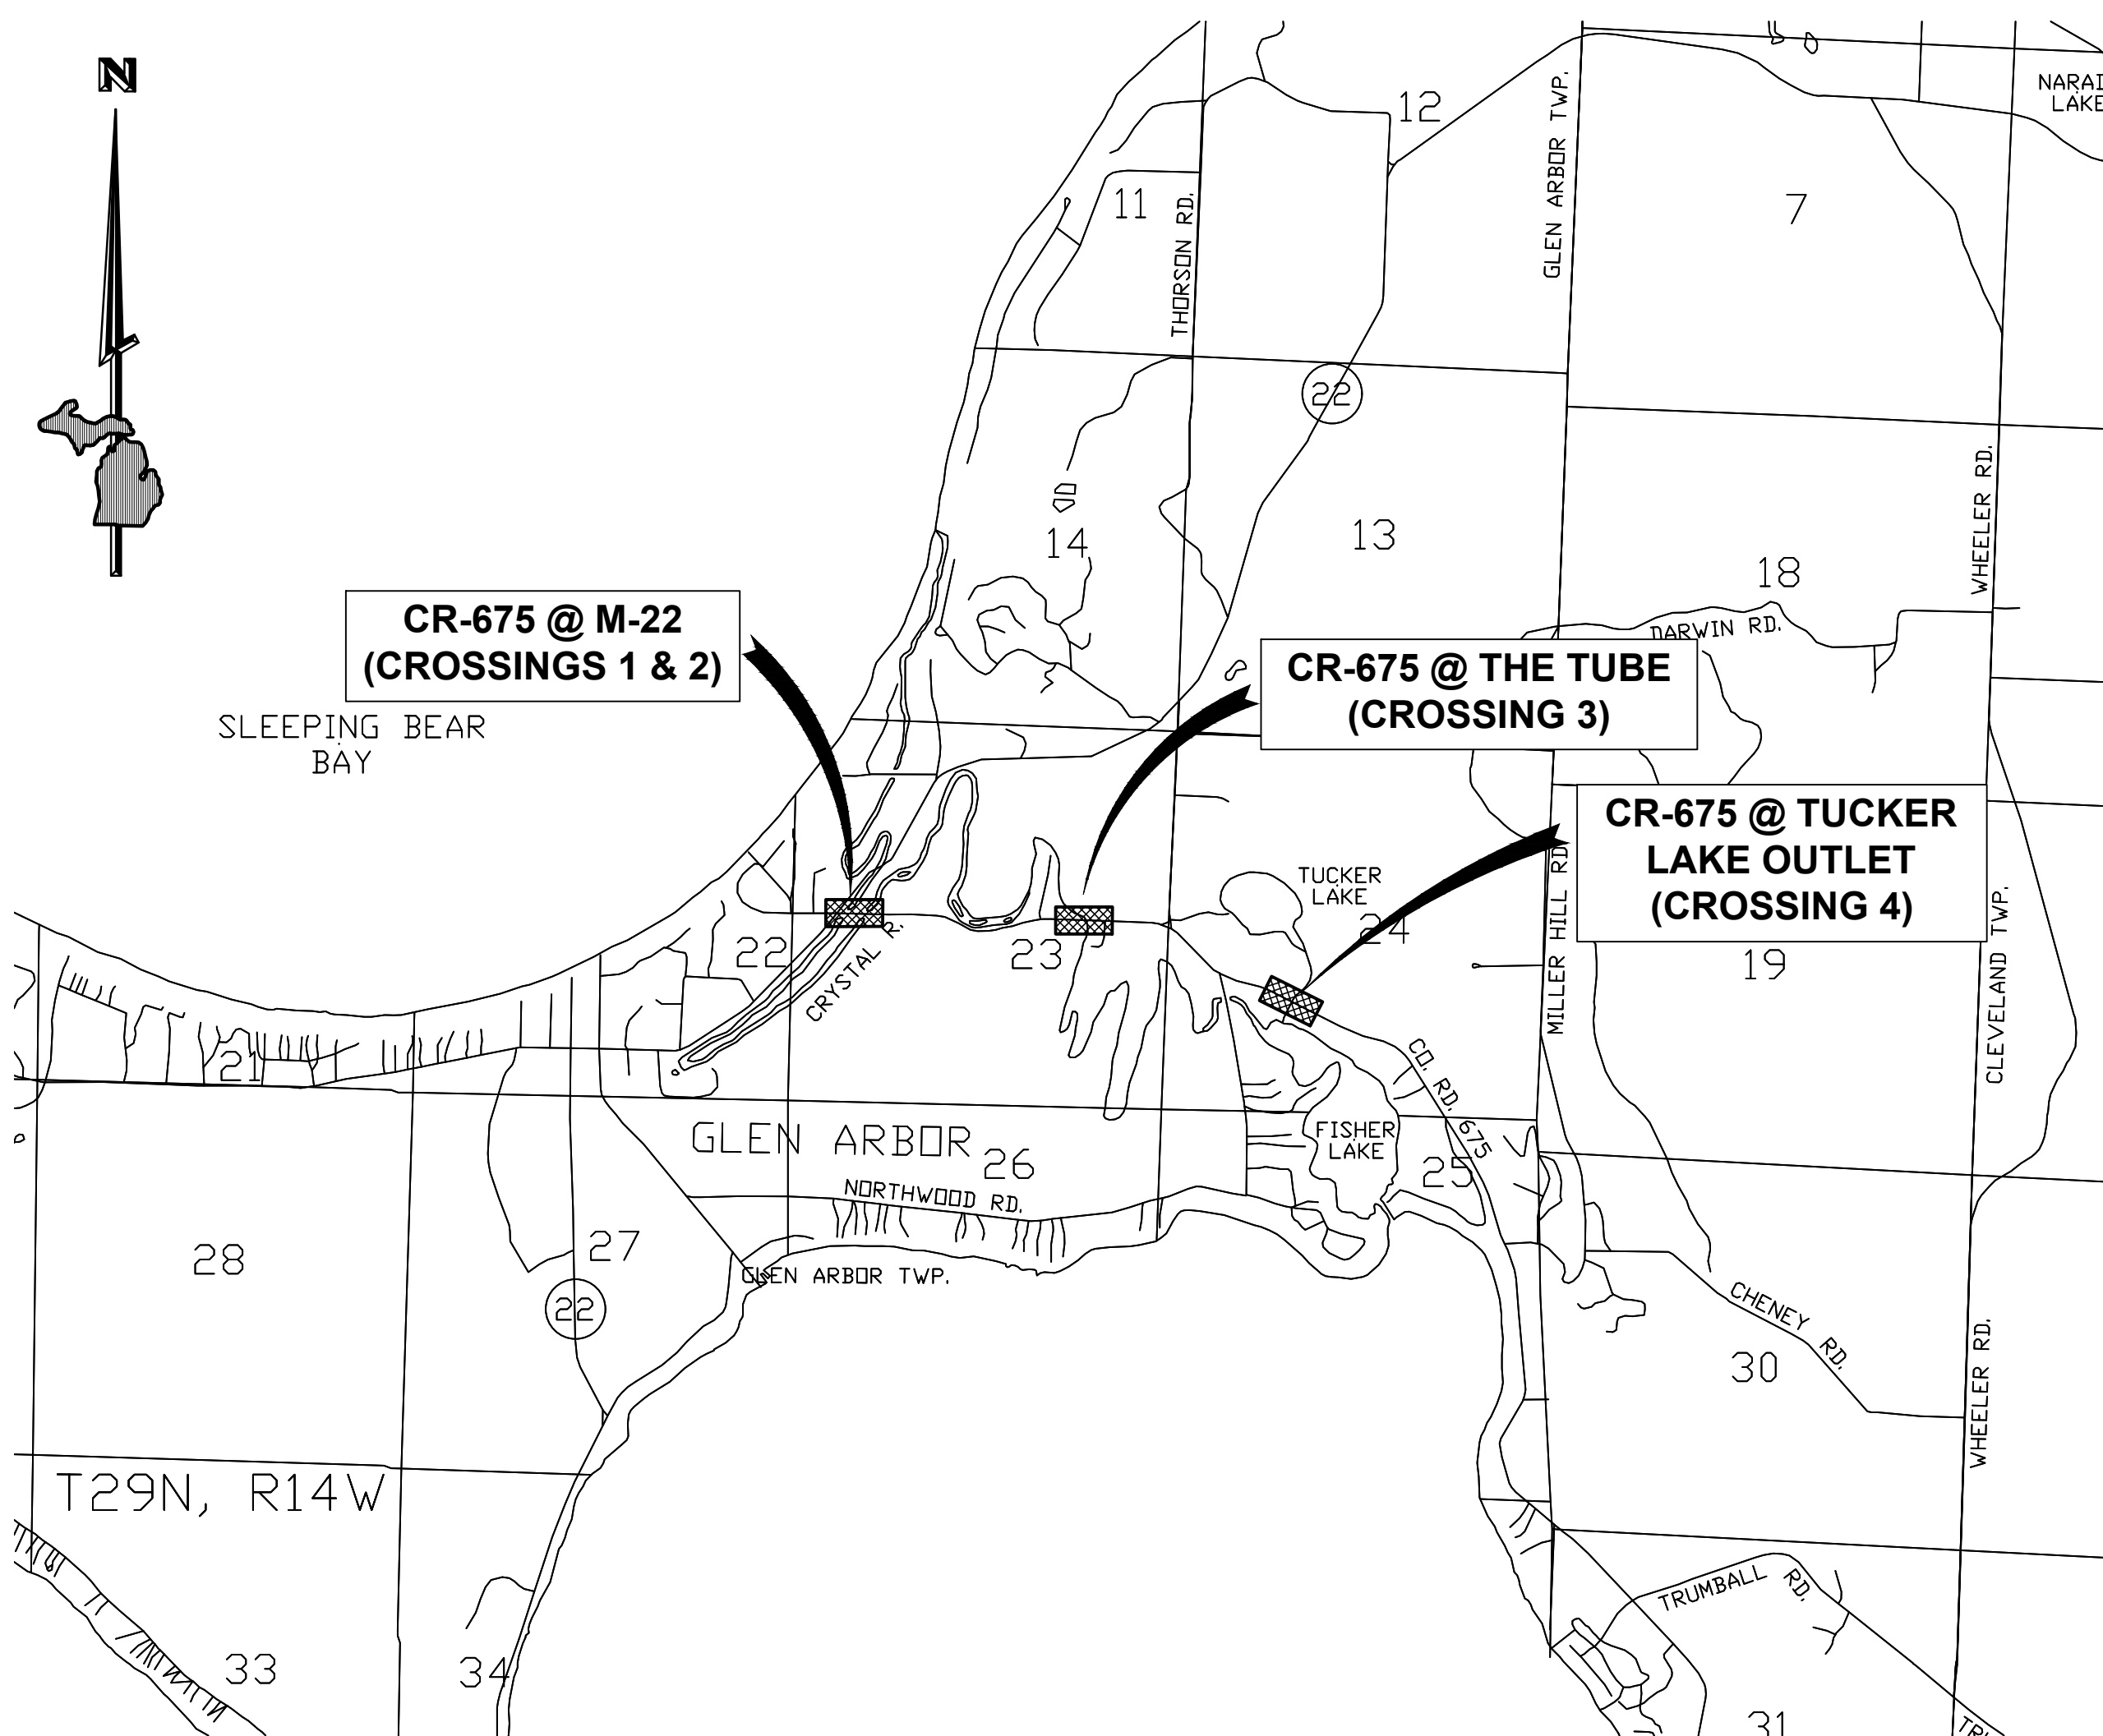 N
NARAI
LAKE
12
GLEN ARBOR TWP.
11
7
THORSON RD.
22
WHEELER RD.
14
13
18
CR-675 @ M-22
(CROSSINGS 1 & 2)
DARWIN RD.
CR-675 @ THE TUBE
(CROSSING 3)
SLEEPING BEAR
BAY
CR-675 @ TUCKER
LAKE OUTLET
(CROSSING 4)
TUCKER
LAKE
MILLER HILL RD
24
22
CRYSTAL R.
23
19
CLEVELAND TWP.
21
CO. RD. 675
GLEN ARBOR
26
FISHER
LAKE
25
NORTHWOOD RD.
28
27
GLEN ARBOR TWP.
22
CHENEY RD.
30
WHEELER RD.
T29N, R14W
TRUMBALL RD.
33
34
31